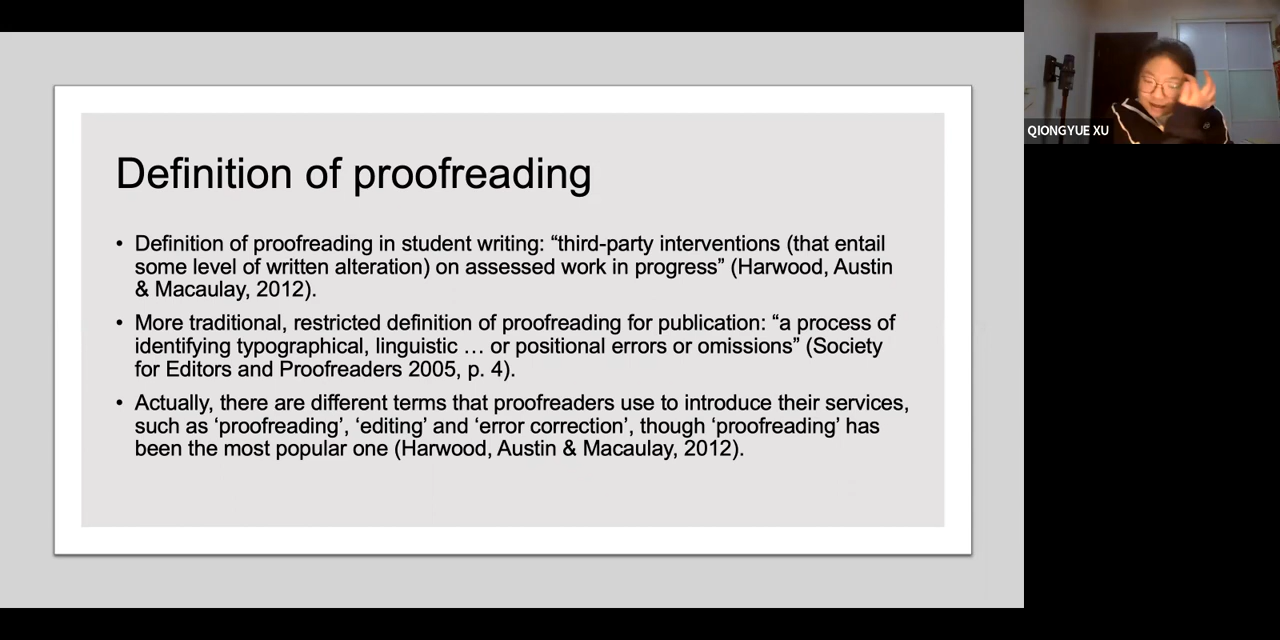 Definition of proofreading
• Definition of proofreading in student writing: “third-party interventions (that entail
some level of written alteration) on assessed work in progress” (Harwood, Austin
& Macaulay, 2012).
• More traditional, restricted definition of proofreading for publication: “a process of
identifying typographical, linguistic … or positional errors or omissions” (Society
for Editors and Proofreaders 2005, p. 4).
• Actually, there are different terms that proofreaders use to introduce their services,
such as ‘proofreading’, ‘editing’ and ‘error correction’, though ‘proofreading’ has
been the most popular one (Harwood, Austin & Macaulay, 2012).
QIONGYUE XU